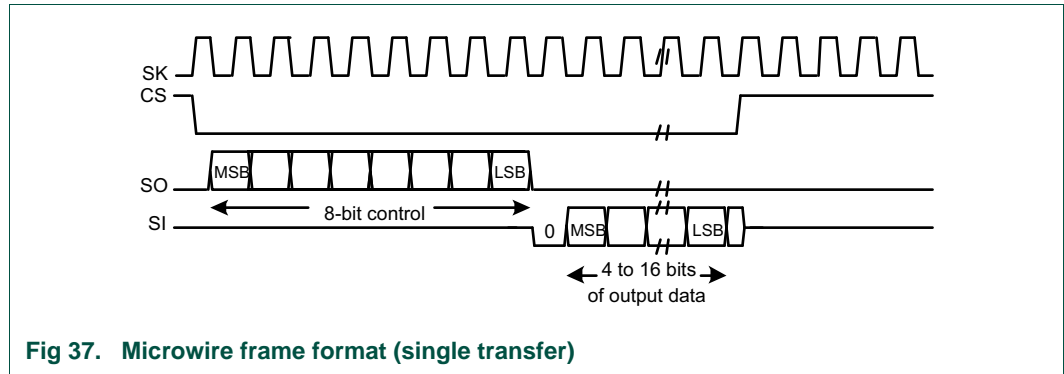 SK
CS
SO
MSB
LSB
8-bit control
SI
0
MSB
LSB
4 to 16 bits
of output data
Fig 37. Microwire frame format (single transfer)